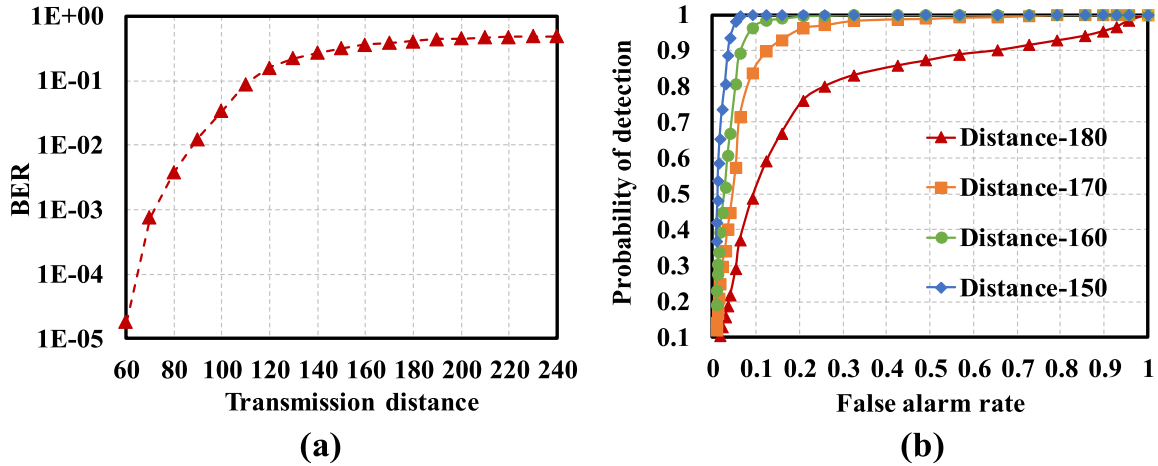 BER
1E+00
1E-01
1E-02
1E-03
1E-04
1E-05
60 80 100 120 140 160 180 200 220 240
Transmission distance
(a)
Probability of detection
1
0.9
0.8
0.7
0.6
0.5
0.4
0.3
0.2
0.1
Distance-180
Distance-170
Distance-160
Distance-150
0 0.1 0.2 0.3 0.4 0.5 0.6 0.7 0.8 0.9 1
False alarm rate
(b)